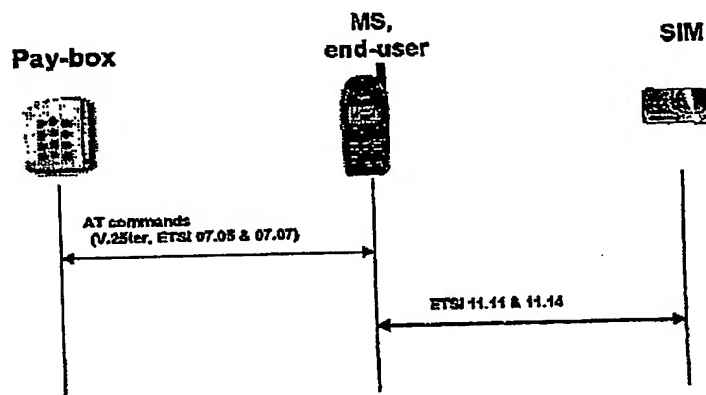 MS,
end-user
SIM
Pay-box
AT commands
(V.25ter, ETSI 07.05 & 07.07)
ETSI 11.11 & 11.14